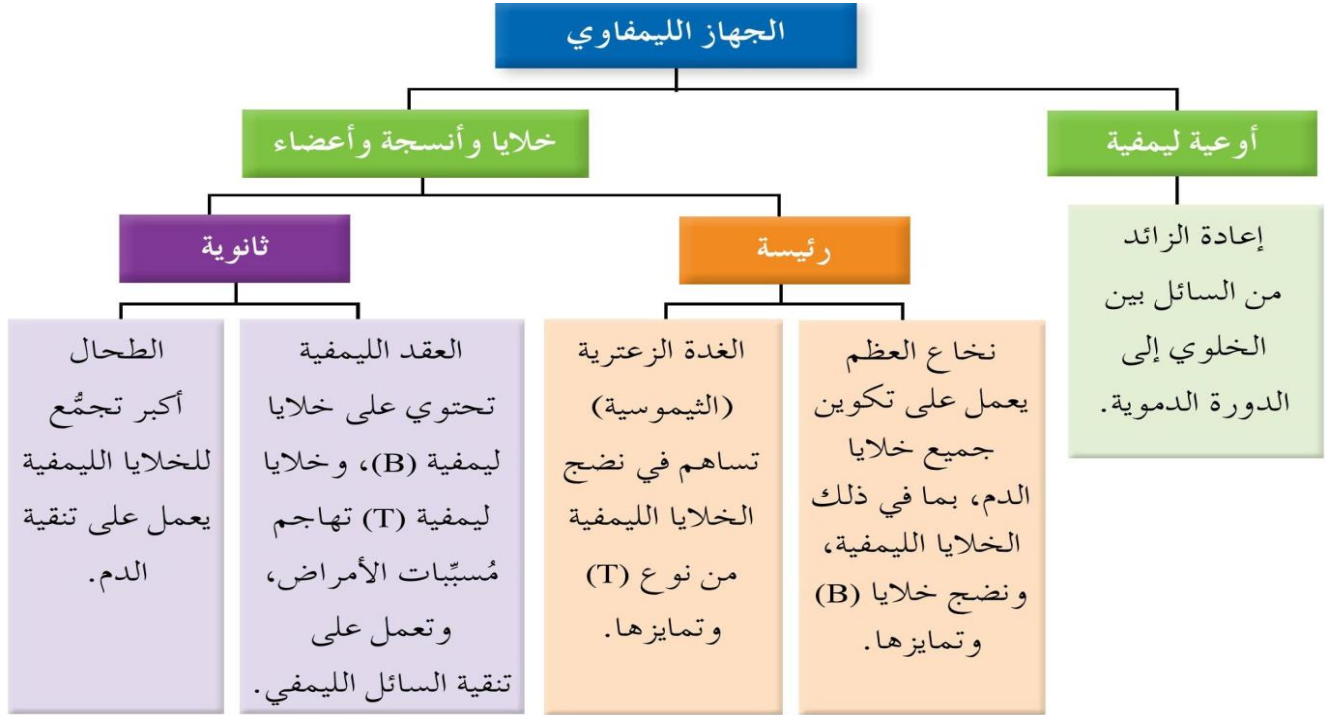 الجهاز الليمفاوي
أوعية ليمفية
إعادة الزائد
من السائل بين
الخلوي إلى
الدورة الدموية.
خلايا وأنسجة وأعضاء
رئيسة
نخاع العظم
يعمل على تكوين
جميع خلايا
الدم، بما في ذلك
الخلايا الليمفية،
ونضج خلايا (B)
وتمايزها.
الغدة الزعترية
(الثيموسية)
تساهم في نضج
الخلايا الليمفية
من نوع (T)
وتمايزها.
ثانوية
العقد الليمفية
تحتوي على خلايا
ليمفية (B)، وخلايا
ليمفية (T) تهاجم
مُسبِّبات الأمراض،
وتعمل على
تنقية السائل الليمفي.
الطحال
أكبر تجمُّع
للخلايا الليمفية
يعمل على تنقية
الدم.